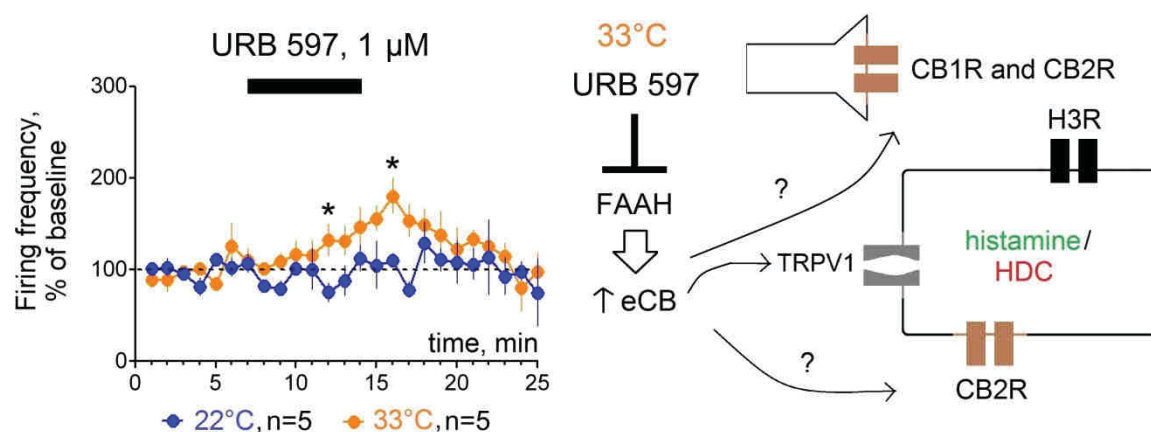 URB 597, 1 µM
300
200
100
0
Firing frequency,
% of baseline
*
*
time, min
0
5
10
15
20
25
22°C, n=5
33°C, n=5
33°C
URB 597
FAAH
↑ eCB
?
?
TRPV1
CB1R and CB2R
H3R
histamine/
HDC
CB2R